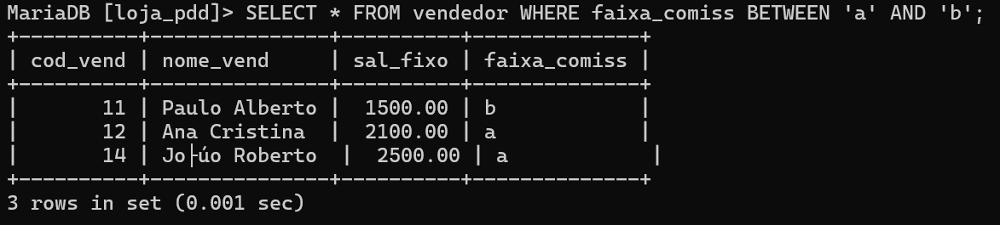 MariaDB [loja_pdd]> SELECT * FROM vendedor WHERE faixa_comiss BETWEEN 'a' AND 'b';
+----------+---------------+----------+--------------+
| cod_vend | nome_vend     | sal_fixo | faixa_comiss |
+----------+---------------+----------+--------------+
|       11 | Paulo Alberto |  1500.00 | b            |
|       12 | Ana Cristina  |  2100.00 | a            |
|       14 | Jo├úo Roberto  |  2500.00 | a            |
+----------+---------------+----------+--------------+
3 rows in set (0.001 sec)